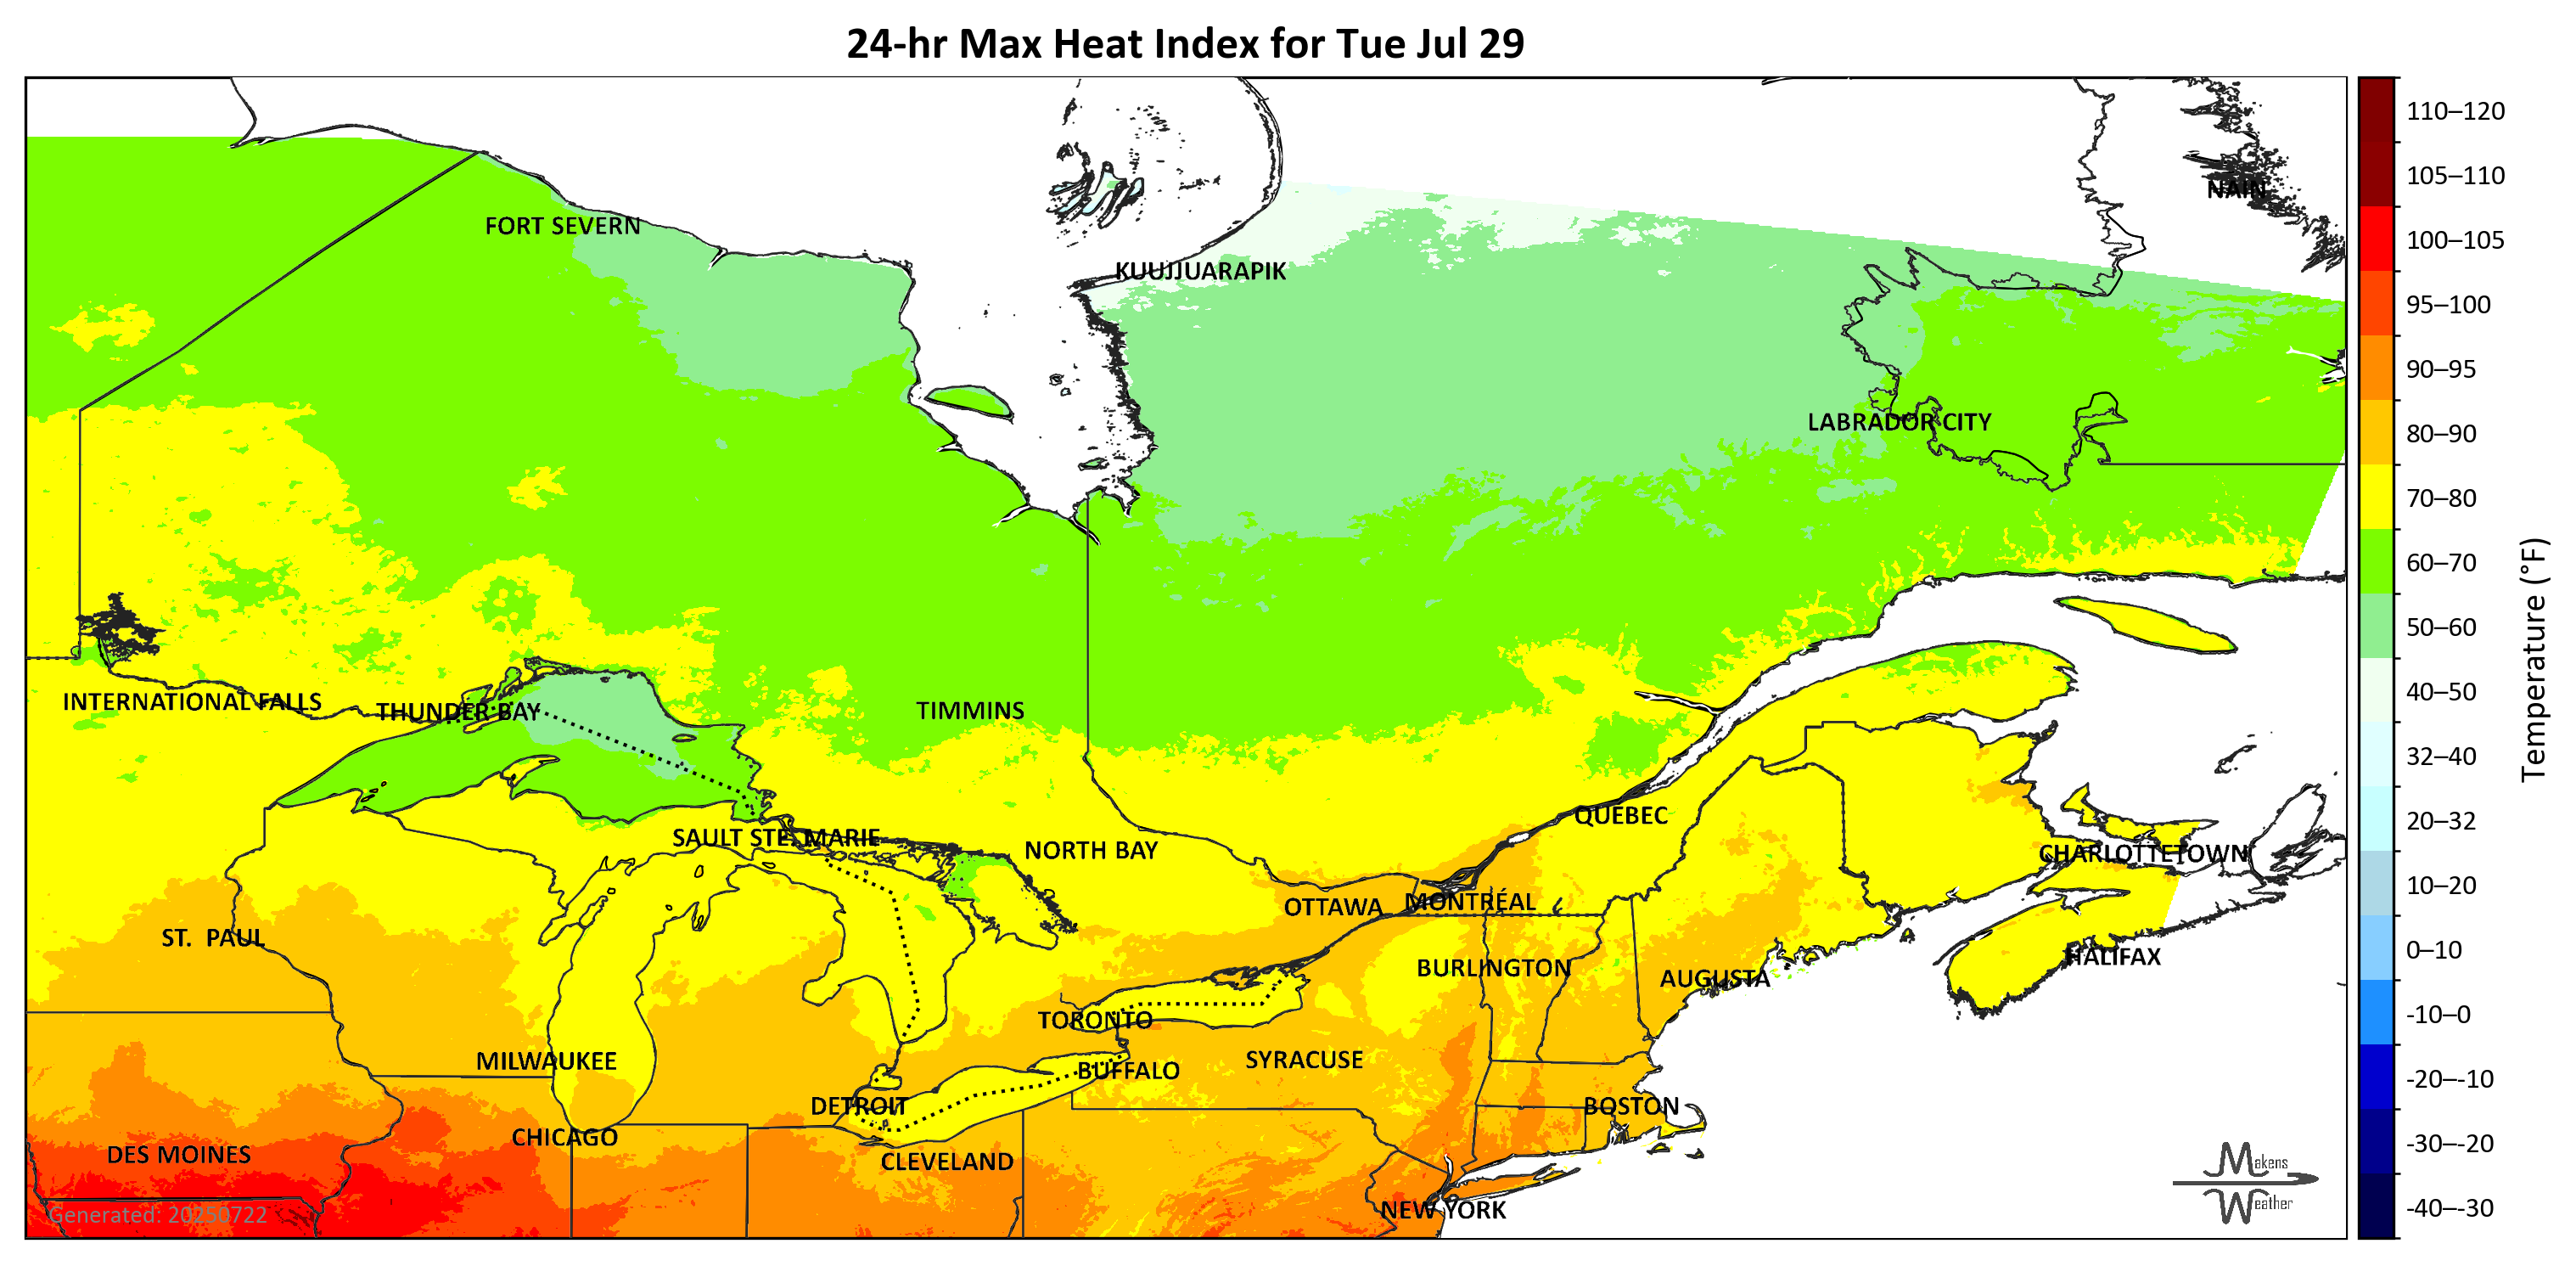 24-hr Max Heat Index for Tue Jul 29
110–120
105–110
NAIN
FORT SEVERN
100–105
KUUJJUARAPIK
95–100
90–95
LABRADOR CITY
80–90
70–80
60–70
50–60
Temperature (°F)
INTERNATIONAL FALLS
THUNDER BAY
TIMMINS
40–50
32–40
QUEBEC
20–32
SAULT STE. MARIE
NORTH BAY
CHARLOTTETOWN
10–20
OTTAWA
MONTRÉAL
ST. PAUL
0–10
HALIFAX
BURLINGTON
AUGUSTA
TORONTO
-10–0
MILWAUKEE
SYRACUSE
BUFFALO
-20–-10
DETROIT
BOSTON
CHICAGO
-30–-20
DES MOINES
CLEVELAND
Makens
Weather
NEW YORK
-40–-30
Generated: 20250722